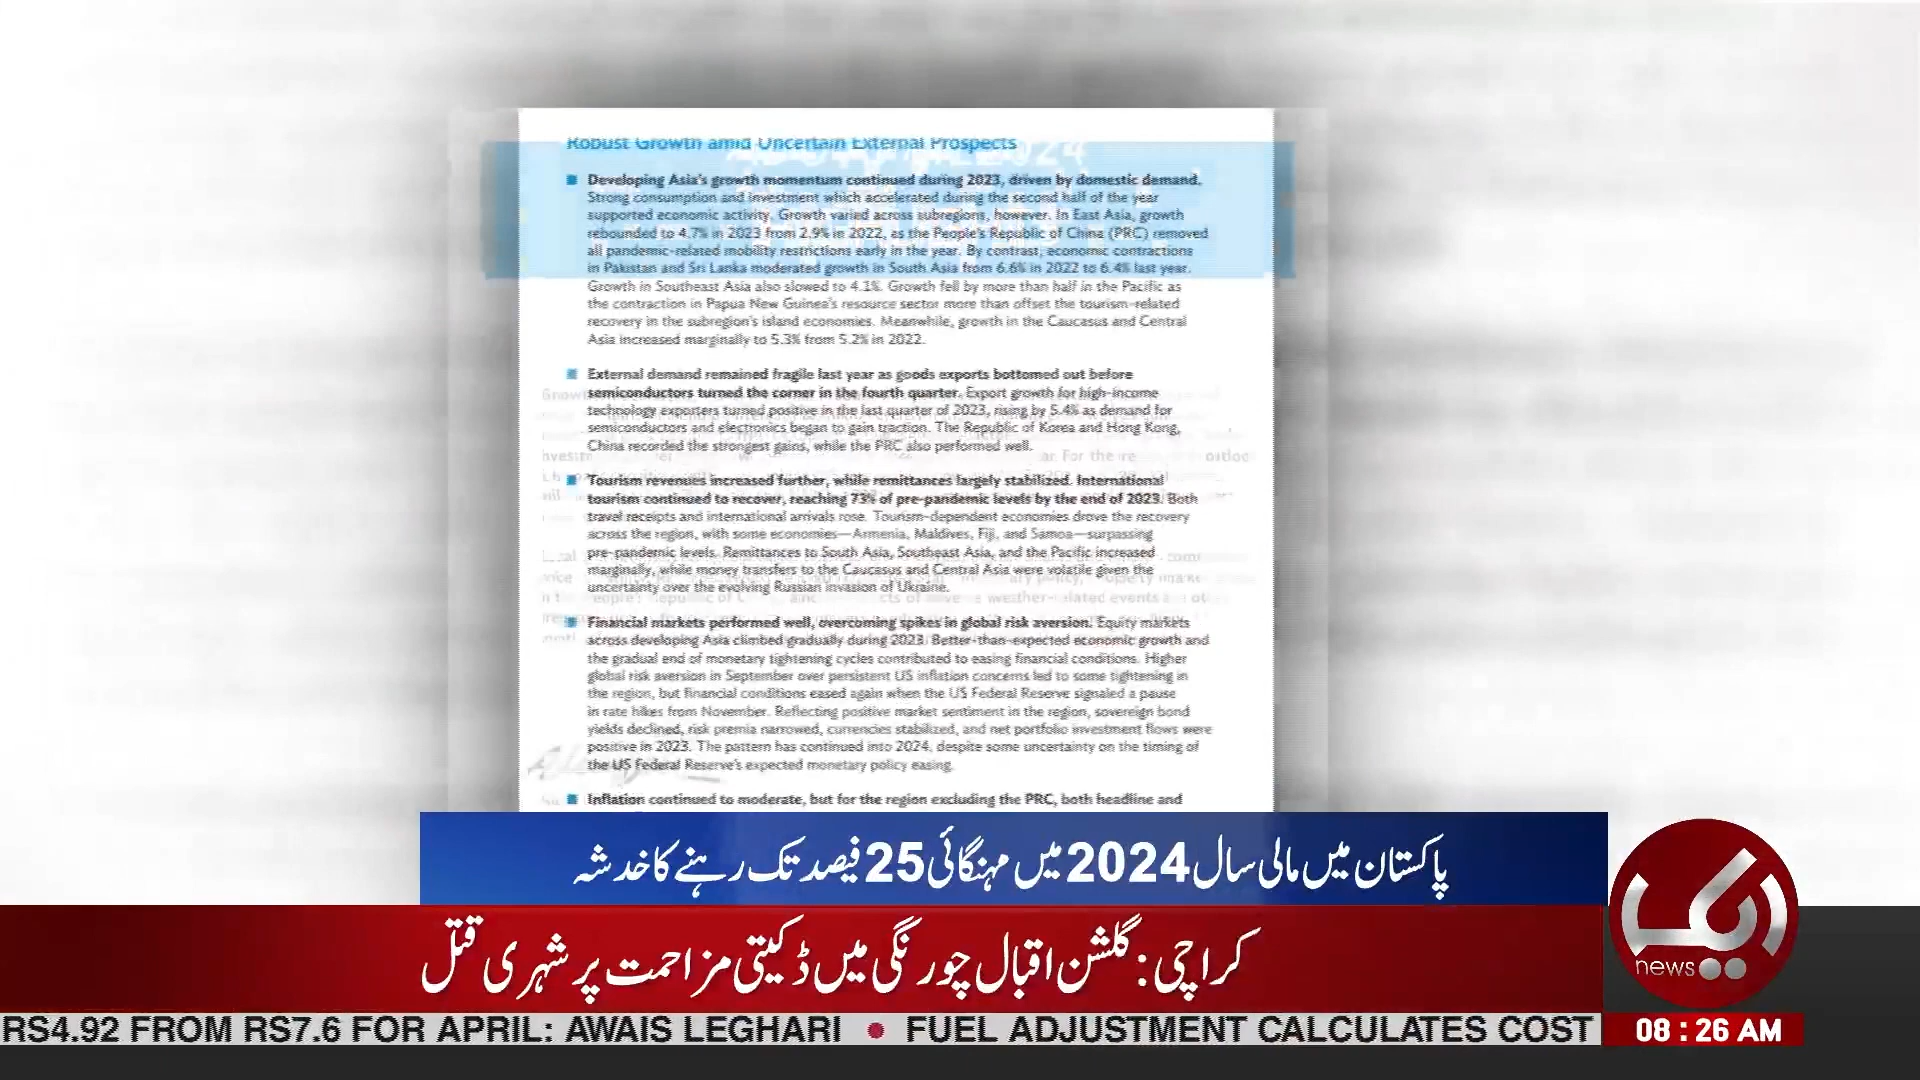 Robust Growth amid Uncertain External Prospects
Developing Asia's growth momentum continued during 2023, driven by domestic demand.
Strong consumption and investment which accelerated during the second half of the year
supported economic activity. Growth varied across subregions, however. In East Asia, growth
rebounded to 4.7% in 2023 from 2.9% in 2022, as the People's Republic of China (PRC) removed
all pandemic-related mobility restrictions early in the year. By contrast, economic contractions
in Pakistan and Sri Lanka moderated growth in South Asia from 6.6% in 2022 to 6.4% last year.
Growth in Southeast Asia also slowed to 4.1%. Growth fell by more than half in the Pacific as
the contraction in Papua New Guinea's resource sector more than offset the tourism-related
recovery in the subregion's island economies. Meanwhile, growth in the Caucasus and Central
Asia increased marginally to 5.3% from 5.2% in 2022.
External demand remained fragile last year as goods exports bottomed out before
semiconductors turned the corner in the fourth quarter. Export growth for high-income
technology exporters turned positive in the last quarter of 2023, rising by 5.4% as demand for
semiconductors and electronics began to gain traction. The Republic of Korea and Hong Kong,
China recorded the strongest gains, while the PRC also performed well.
Tourism revenues increased further, while remittances largely stabilized. International
tourism continued to recover, reaching 73% of pre-pandemic levels by the end of 2023. Both
travel receipts and international arrivals rose. Tourism-dependent economies drove the recovery
across the region, with some economies—Armenia, Maldives, Fiji, and Samoa—surpassing
pre-pandemic levels. Remittances to South Asia, Southeast Asia, and the Pacific increased
marginally, while money transfers to the Caucasus and Central Asia were volatile given the
uncertainty over the evolving Russian invasion of Ukraine.
Financial markets performed well, overcoming spikes in global risk aversion. Equity markets
across developing Asia climbed gradually during 2023. Better-than-expected economic growth and
the gradual end of monetary tightening cycles contributed to easing financial conditions. Higher
global risk aversion in September over persistent US inflation concerns led to some tightening in
the region, but financial conditions eased again when the US Federal Reserve signaled a pause
in rate hikes from November. Reflecting positive market sentiment in the region, sovereign bond
yields declined, risk premia narrowed, currencies stabilized, and net portfolio investment flows were
positive in 2023. The pattern has continued into 2024, despite some uncertainty on the timing of
the US Federal Reserve's expected monetary policy easing.
Inflation continued to moderate, but for the region excluding the PRC, both headline and
پاکستان میں مالی سال 2024 میں مہنگائی 25 فیصد تک رہنے کا خدشہ
کراچی: گلشن اقبال چورنگی میں ڈکیتی مزاحمت پر شہری قتل
ایک
news
RS4.92 FROM RS7.6 FOR APRIL: AWAIS LEGHARI • FUEL ADJUSTMENT CALCULATES COST
08 : 26 AM